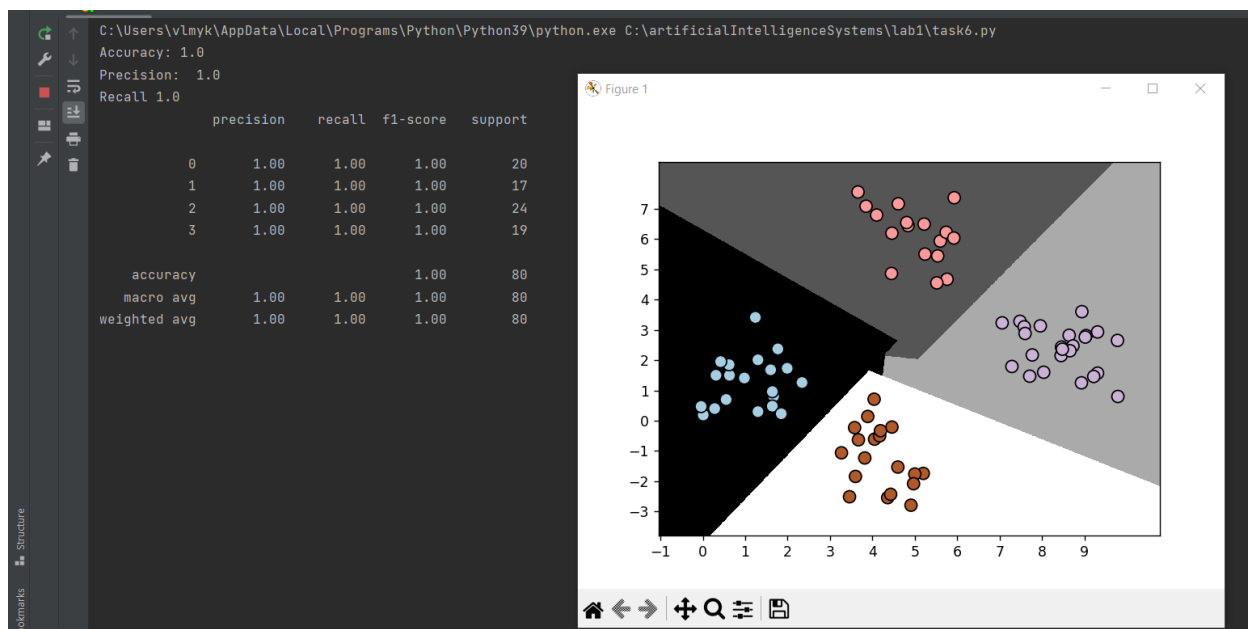 C:\Users\vlmyk\AppData\Local\Programs\Python\Python39\python.exe C:\artificialIntelligenceSystems\lab1\task6.py
Accuracy: 1.0
Precision:  1.0
Recall 1.0
precision recall f1-score support
0 1.00 1.00 1.00 20
1 1.00 1.00 1.00 17
2 1.00 1.00 1.00 24
3 1.00 1.00 1.00 19
accuracy 1.00 80
macro avg 1.00 1.00 1.00 80
weighted avg 1.00 1.00 1.00 80
Figure 1
7
6
5
4
3
2
1
0
−1
−2
−3
−1 0 1 2 3 4 5 6 7 8 9
Structure
okmarks